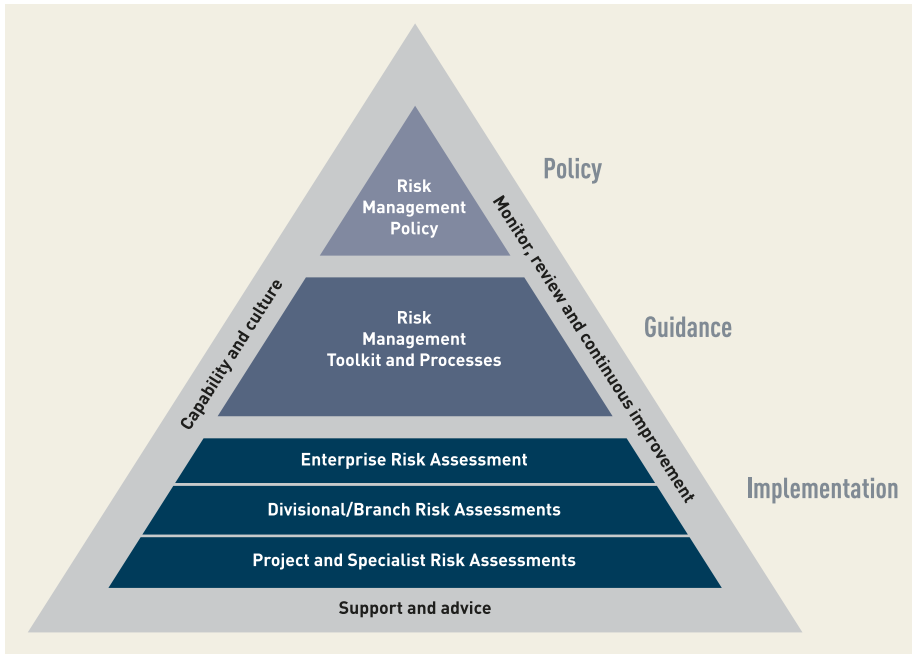 Policy
Risk
Management
Policy
Monitor, review and continuous improvement
Capability and culture
Guidance
Risk
Management
Toolkit and Processes
Implementation
Enterprise Risk Assessment
Divisional/Branch Risk Assessments
Project and Specialist Risk Assessments
Support and advice